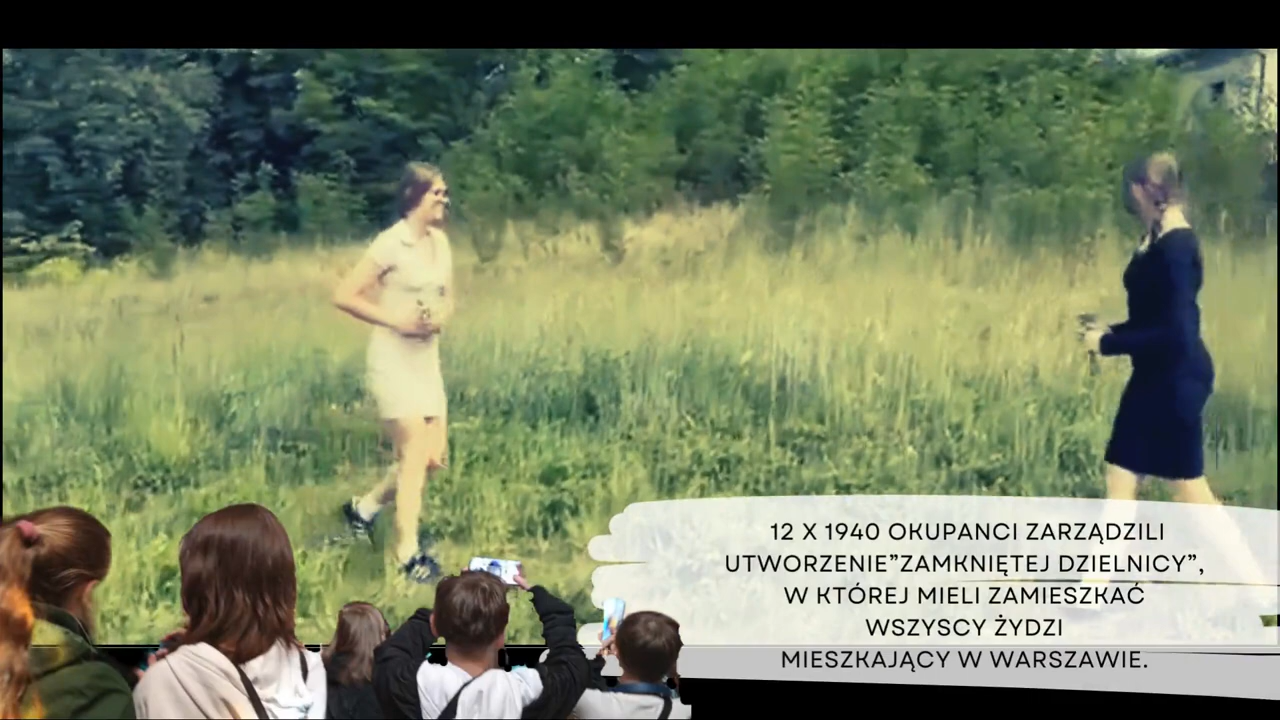 12 X 1940 OKUPANCI ZARZĄDZILI
UTWORZENIE”ZAMKNIĘTEJ DZIELNICY”,
W KTÓREJ MIELI ZAMIESZKAĆ
WSZYSCY ŻYDZI
MIESZKAJĄCY W WARSZAWIE.